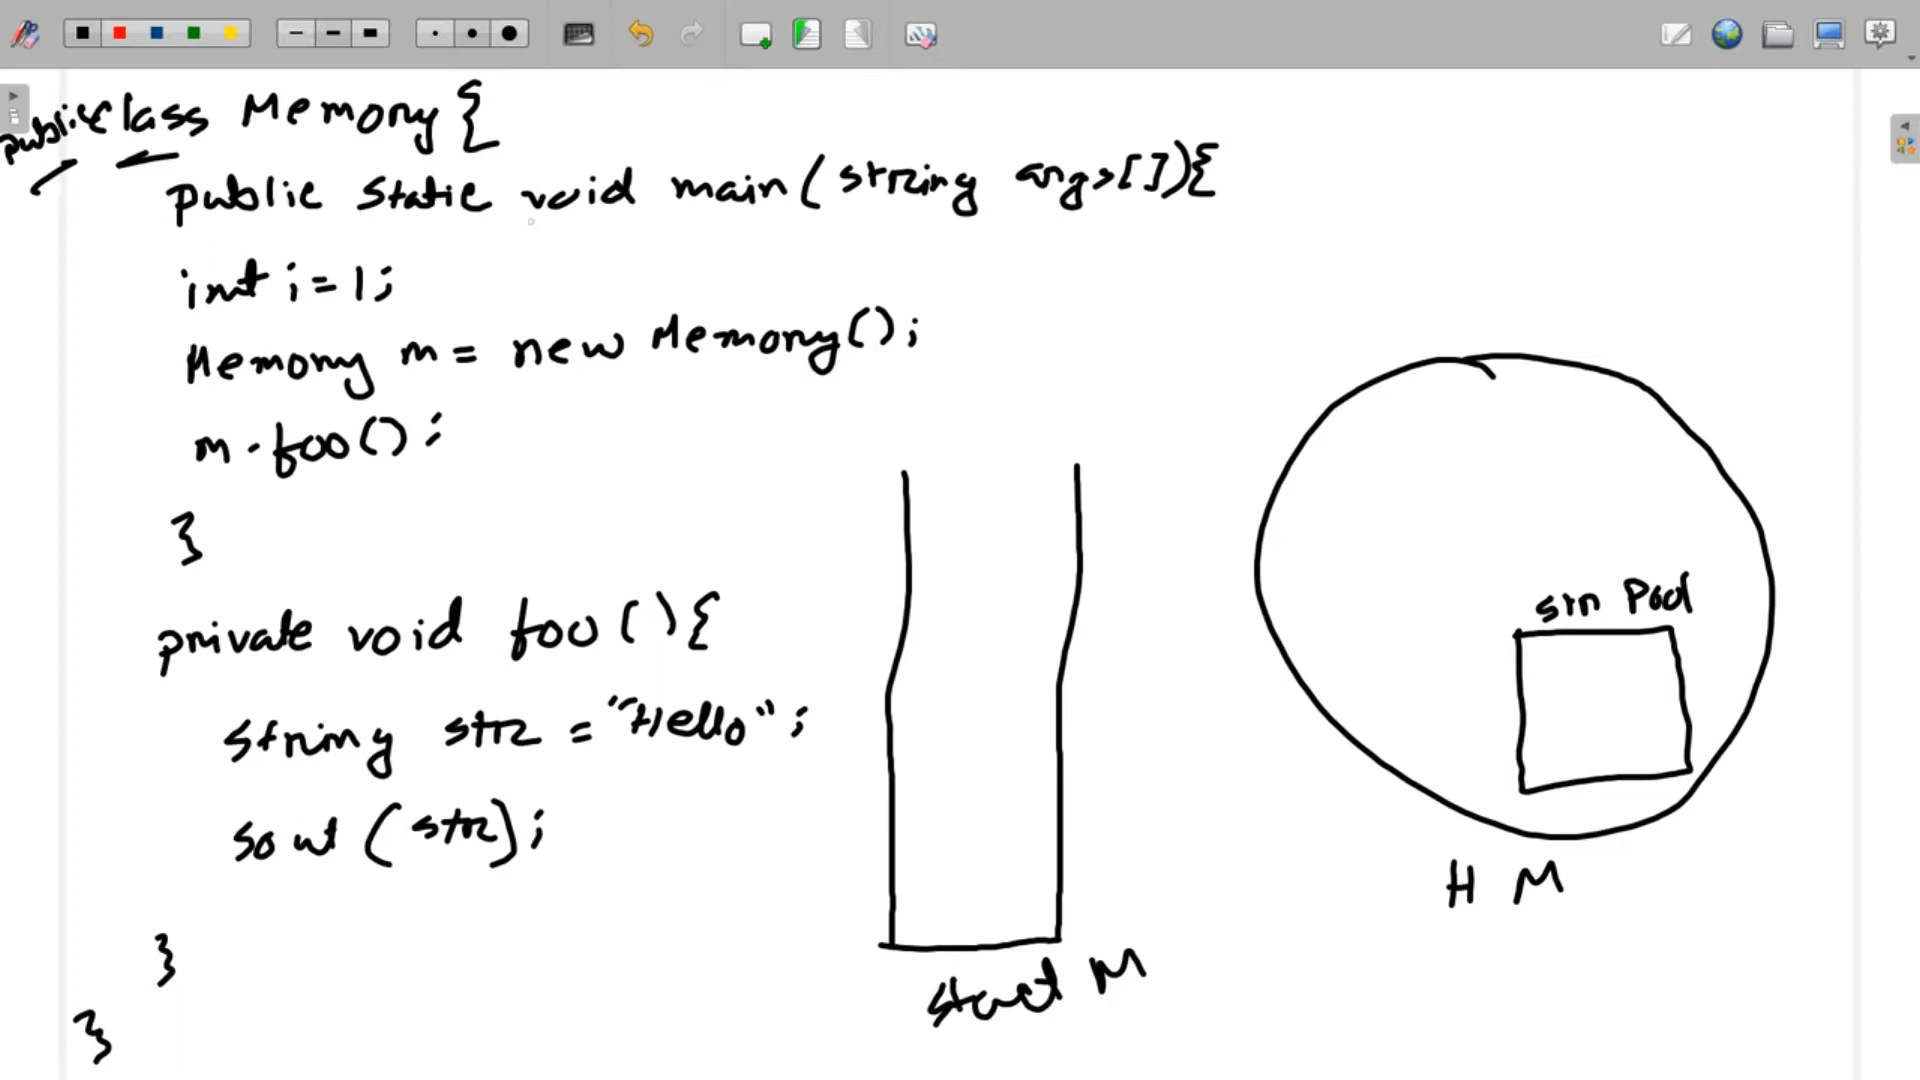 public class Memory {
public static void main (string args[]){
int i = 1;
Memory m = new Memory();
m.foo();
}
private void foo(){
string str = "Hello";
sout (str);
}
}
str Pool
H M
stack M